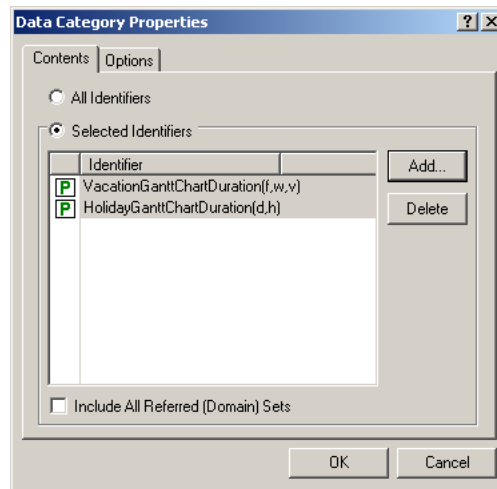 Data Category Properties
Contents Options
All Identifiers
Selected Identifiers
Identifier
P VacationGanttChartDuration(f,w,v)
P HolidayGanttChartDuration(d,h)
Add...
Delete
Include All Referred (Domain) Sets
OK Cancel